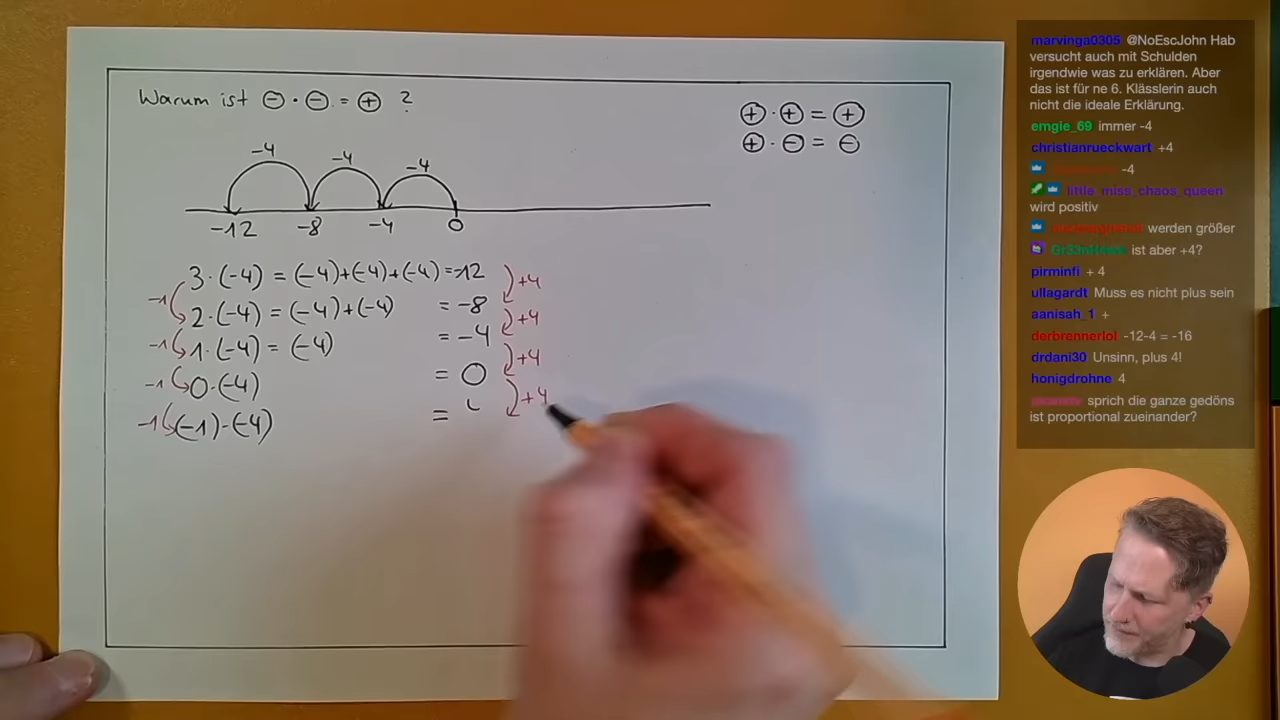 Warum ist ⊖ · ⊖ = ⊕ ?
⊕ · ⊕ = ⊕
⊕ · ⊖ = ⊖
-4 -4 -4
-12 -8 -4 0
3·(-4) = (-4)+(-4)+(-4) = -12 +4
-1 2·(-4) = (-4)+(-4) = -8 +4
-1 1·(-4) = (-4) = -4 +4
-1 0·(-4) = 0 +4
-1 (-1)·(-4) =
marvinga0305 @NoEscJohn Hab
versucht auch mit Schulden
irgendwie was zu erklären. Aber
das ist für ne 6. Klässlerin auch
nicht die ideale Erklärung.
emgie_69 immer -4
christianrueckwart +4
-4
little_miss_chaos_queen
wird positiv
werden größer
ist aber +4?
pirminfi + 4
ullagardt Muss es nicht plus sein
aanisah_1 +
derbrennerlol -12-4 = -16
drdani30 Unsinn, plus 4!
honigdrohne 4
sprich die ganze gedöns
ist proportional zueinander?